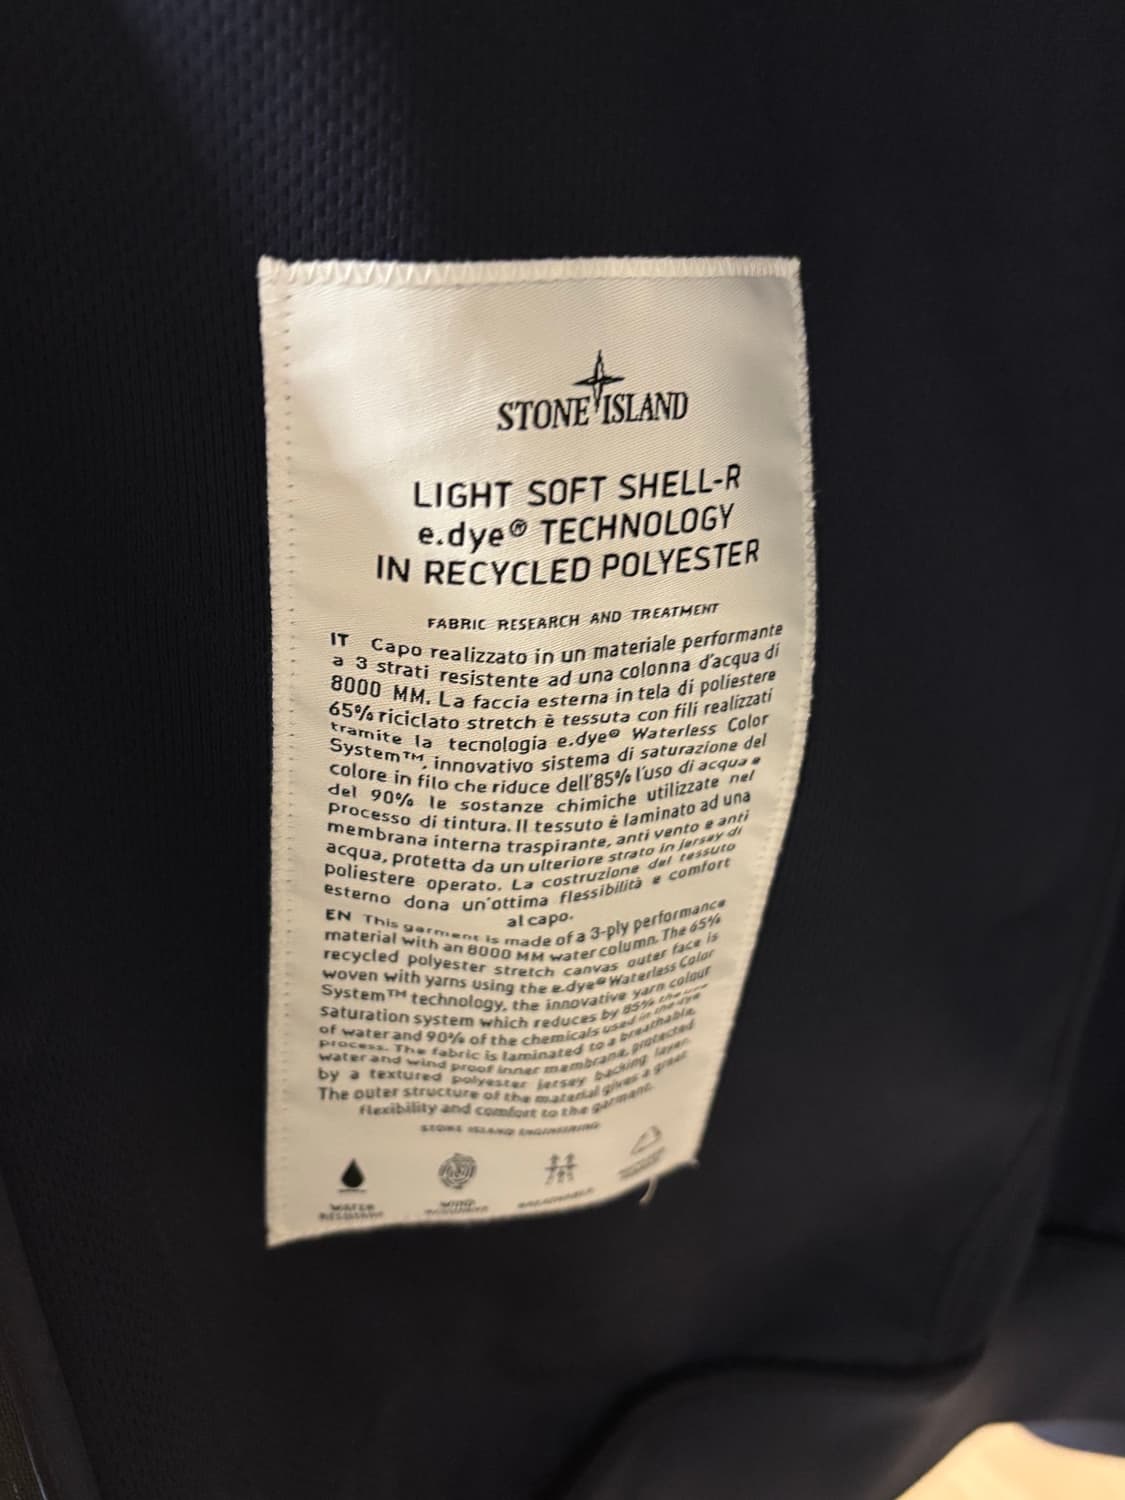 STONE ISLAND
LIGHT SOFT SHELL-R
e.dye® TECHNOLOGY
IN RECYCLED POLYESTER
FABRIC RESEARCH AND TREATMENT
IT Capo realizzato in un materiale performante
a 3 strati resistente ad una colonna d'acqua di
8000 MM. La faccia esterna in tela di poliestere
65% riciclato stretch è tessuta con fili realizzati
tramite la tecnologia e.dye® Waterless Color
System™, innovativo sistema di saturazione del
colore in filo che riduce dell'85% l'uso di acqua e
del 90% le sostanze chimiche utilizzate nel
processo di tintura. Il tessuto è laminato ad una
membrana interna traspirante, anti vento e anti
acqua, protetta da un ulteriore strato in jersey di
poliestere operato. La costruzione del tessuto
esterno dona un'ottima flessibilità e comfort
al capo.
EN This garment is made of a 3-ply performance
material with an 8000 MM water column. The 65%
recycled polyester stretch canvas outer face is
woven with yarns using the e.dye® Waterless Color
System™ technology, the innovative yarn colour
saturation system which reduces by 85% the use
of water and 90% of the chemicals used in the dye
process. The fabric is laminated to a breathable,
water and wind proof inner membrane, protected
by a textured polyester jersey backing layer.
The outer structure of the material gives a great
flexibility and comfort to the garment.
STONE ISLAND ENGINEERING
WATER WIND BREATHABLE
RESISTANT RESISTANT